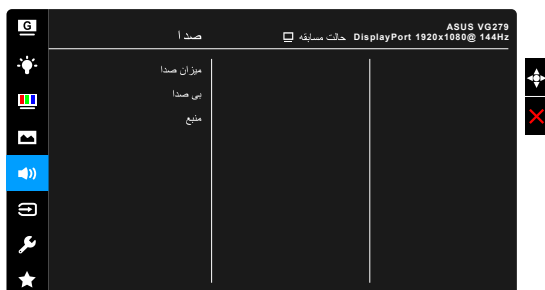 G
ASUS VG279
صدا
حالت مسابقه DisplayPort 1920x1080@ 144Hz
میزان صدا
بی صدا
منبع